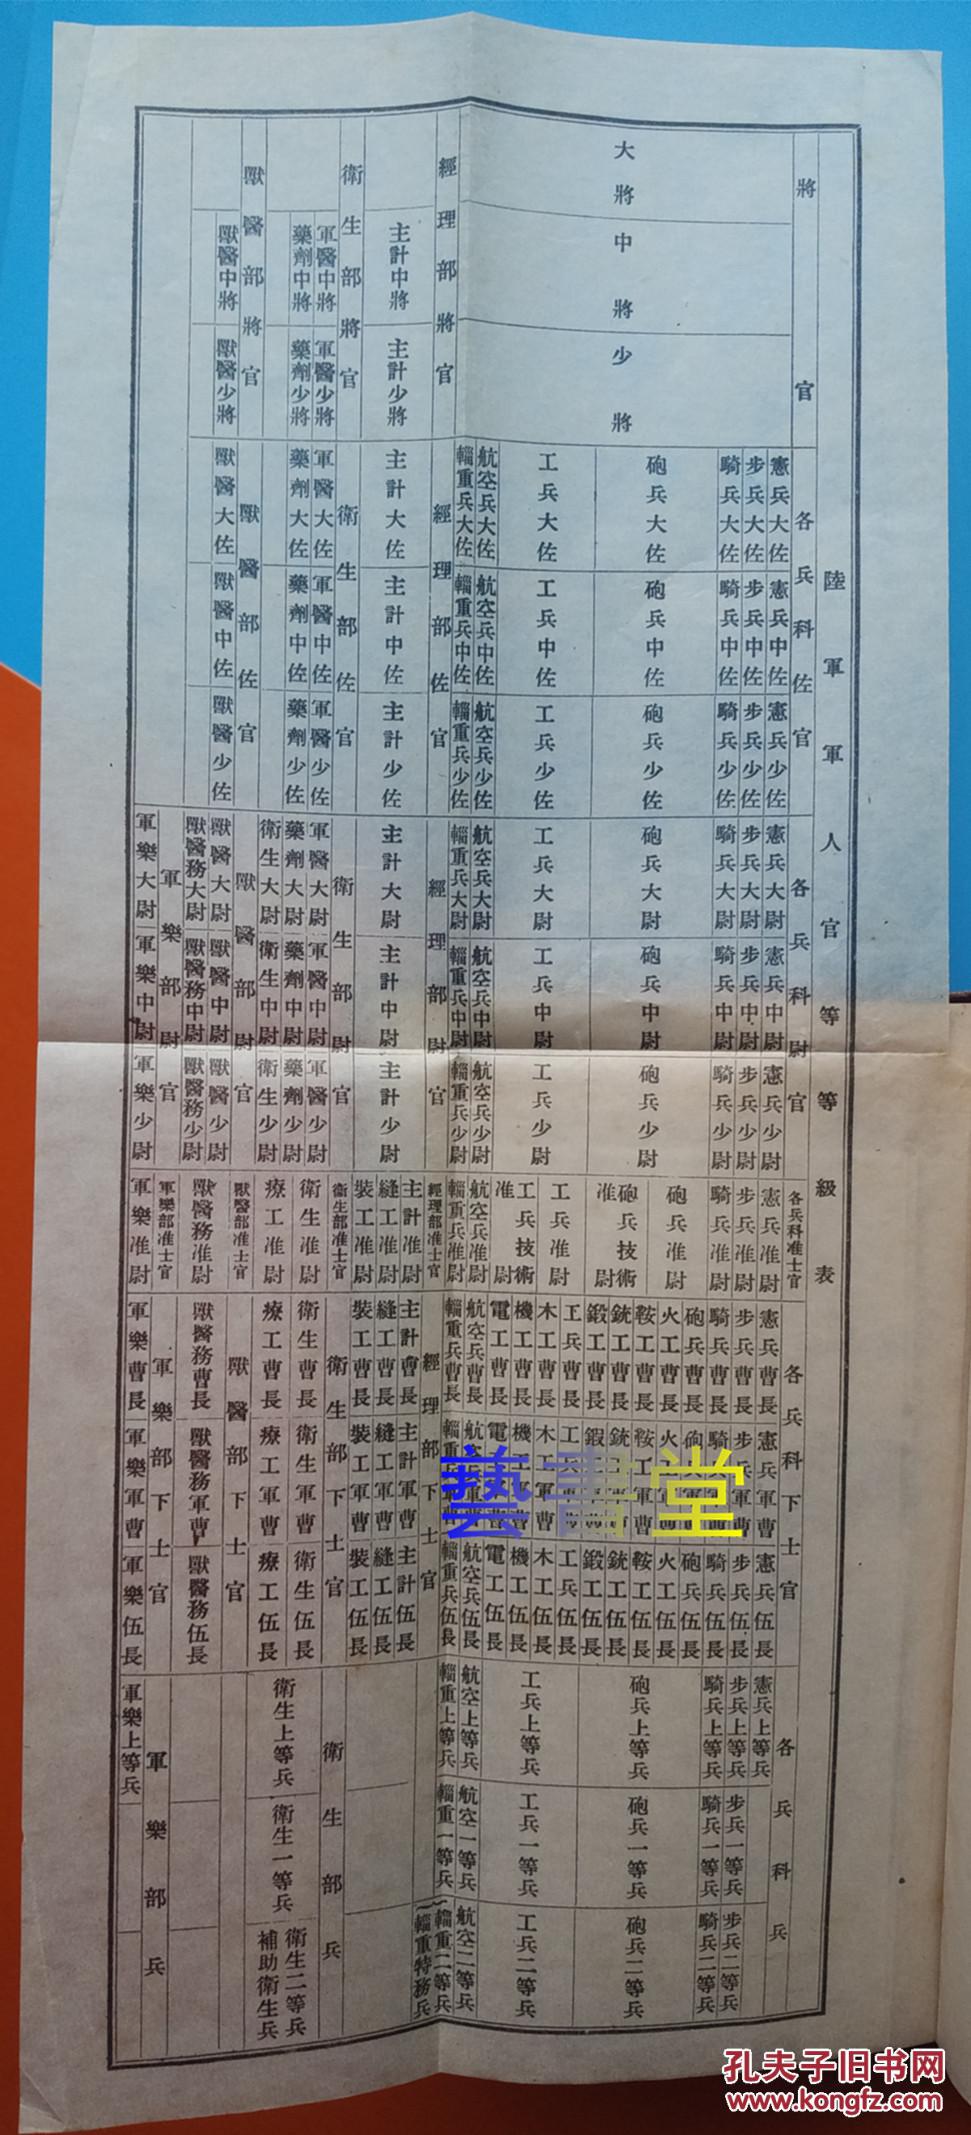 陸軍軍人官等等級表
將官
大將
中將
少將
各兵科佐官
憲兵大佐
憲兵中佐
憲兵少佐
步兵大佐
步兵中佐
步兵少佐
騎兵大佐
騎兵中佐
騎兵少佐
砲兵大佐
砲兵中佐
砲兵少佐
工兵大佐
工兵中佐
工兵少佐
航空兵大佐
航空兵中佐
航空兵少佐
輜重兵大佐
輜重兵中佐
輜重兵少佐
各兵科尉官
憲兵大尉
憲兵中尉
憲兵少尉
步兵大尉
步兵中尉
步兵少尉
騎兵大尉
騎兵中尉
騎兵少尉
砲兵大尉
砲兵中尉
砲兵少尉
工兵大尉
工兵中尉
工兵少尉
航空兵大尉
航空兵中尉
航空兵少尉
輜重兵大尉
輜重兵中尉
輜重兵少尉
各兵科准士官
憲兵准尉
步兵准尉
騎兵准尉
砲兵准尉
砲兵技術准尉
工兵准尉
工兵技術准尉
航空兵准尉
輜重兵准尉
各兵科下士官
憲兵曹長
憲兵軍曹
憲兵伍長
步兵曹長
步兵軍曹
步兵伍長
騎兵曹長
騎兵伍長
砲兵曹長
砲兵伍長
火工曹長
火工伍長
鞍工曹長
鞍工軍曹
鞍工伍長
銃工曹長
銃工伍長
鍛工曹長
鍛工伍長
工兵曹長
工兵伍長
木工曹長
木工軍曹
木工伍長
機工曹長
機工軍曹
機工伍長
電工曹長
電工伍長
航空兵曹長
航空兵伍長
輜重兵曹長
輜重兵伍長
各兵科兵
憲兵上等兵
步兵上等兵
步兵一等兵
步兵二等兵
騎兵上等兵
騎兵一等兵
騎兵二等兵
砲兵上等兵
砲兵一等兵
砲兵二等兵
工兵上等兵
工兵一等兵
工兵二等兵
航空上等兵
航空一等兵
航空二等兵
輜重上等兵
輜重一等兵
輜重二等兵
輜重特務兵
經理部將官
主計中將
主計少將
經理部佐官
主計大佐
主計中佐
主計少佐
經理部尉官
主計大尉
主計中尉
主計少尉
經理部准士官
主計准尉
縫工准尉
裝工准尉
經理部下士官
主計曹長
主計軍曹
主計伍長
縫工曹長
縫工軍曹
縫工伍長
裝工曹長
裝工軍曹
裝工伍長
衛生部將官
軍醫中將
軍醫少將
藥劑中將
藥劑少將
衛生部佐官
軍醫大佐
軍醫中佐
軍醫少佐
藥劑大佐
藥劑中佐
藥劑少佐
衛生部尉官
軍醫大尉
軍醫中尉
軍醫少尉
藥劑大尉
藥劑中尉
藥劑少尉
衛生大尉
衛生中尉
衛生少尉
衛生部准士官
衛生准尉
療工准尉
衛生部下士官
衛生曹長
衛生軍曹
衛生伍長
療工曹長
療工軍曹
療工伍長
衛生部兵
衛生上等兵
衛生一等兵
衛生二等兵
補助衛生兵
獸醫部將官
獸醫中將
獸醫少將
獸醫部佐官
獸醫大佐
獸醫中佐
獸醫少佐
獸醫部尉官
獸醫大尉
獸醫中尉
獸醫少尉
獸醫務大尉
獸醫務中尉
獸醫務少尉
獸醫部准士官
獸醫務准尉
獸醫部下士官
獸醫務曹長
獸醫務軍曹
獸醫務伍長
軍樂部尉官
軍樂大尉
軍樂中尉
軍樂少尉
軍樂部准士官
軍樂准尉
軍樂部下士官
軍樂曹長
軍樂軍曹
軍樂伍長
軍樂部兵
軍樂上等兵
藝書堂
孔夫子旧书网
www.kongfz.com